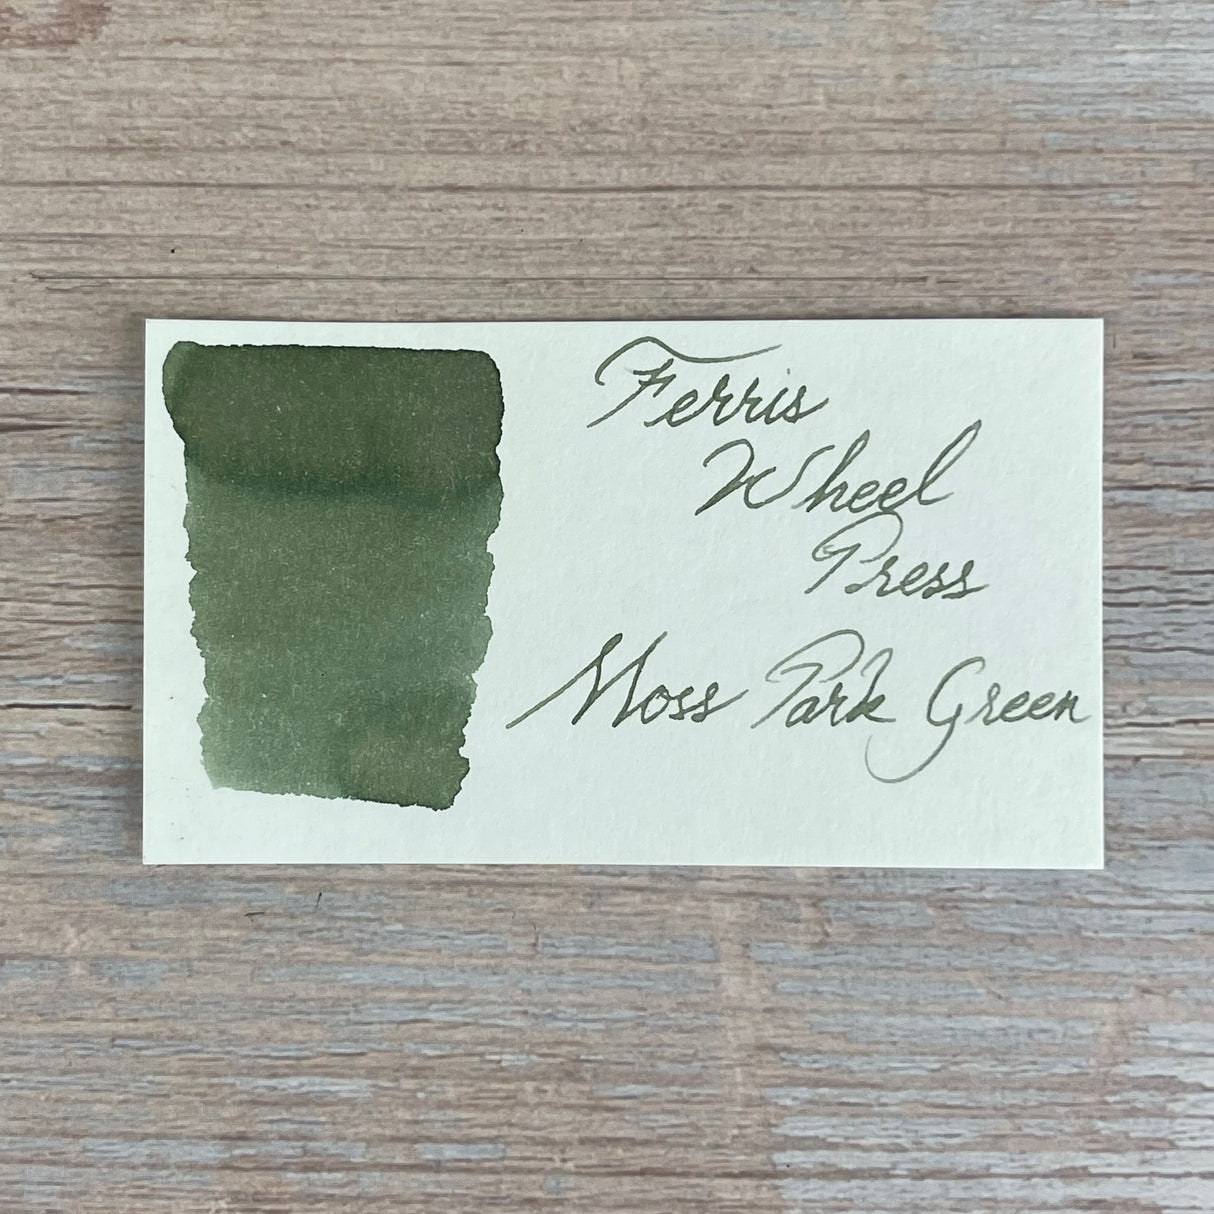 Ferris
Wheel
Press
Moss Park Green